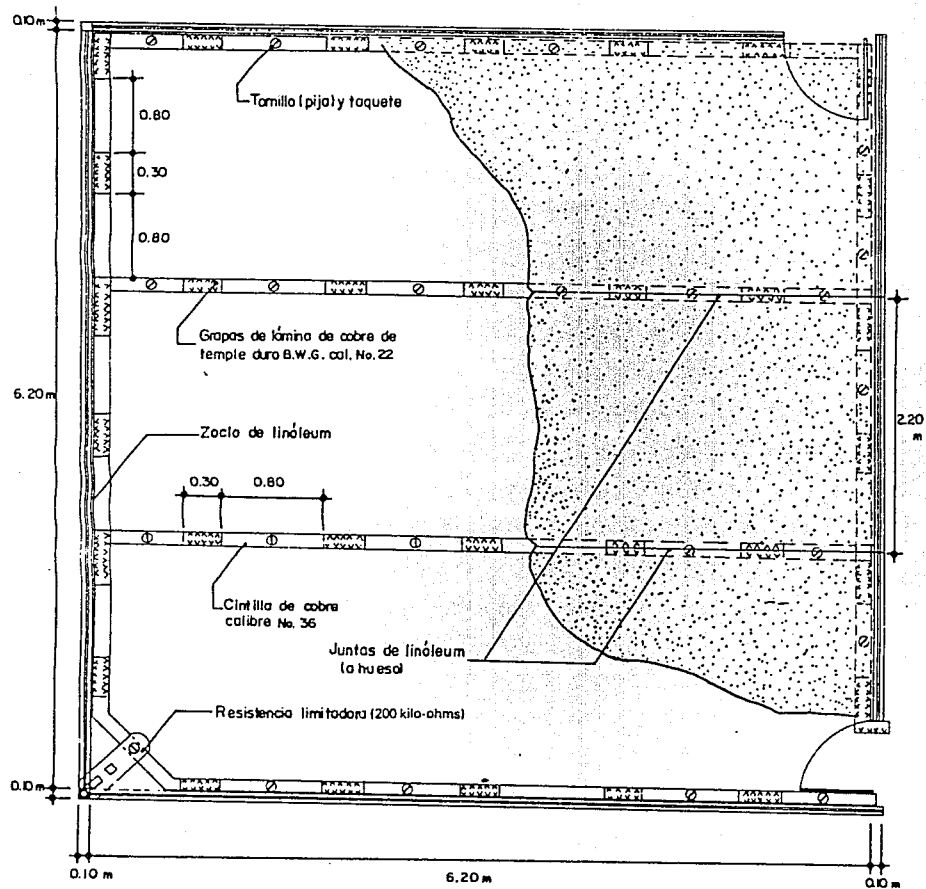 0.10 m
Tornillo (pija) y taquete
0.80
0.30
0.80
Grapas de lámina de cobre de
temple duro B.W.G. cal. No. 22
6.20 m
2.20
m
Zoclo de linóleum
0.30
0.80
Cintilla de cobre
calibre No. 36
Juntas de linóleum
(a hueso)
Resistencia limitadora (200 kilo-ohms)
0.10 m
0.10 m
6.20 m
0.10 m